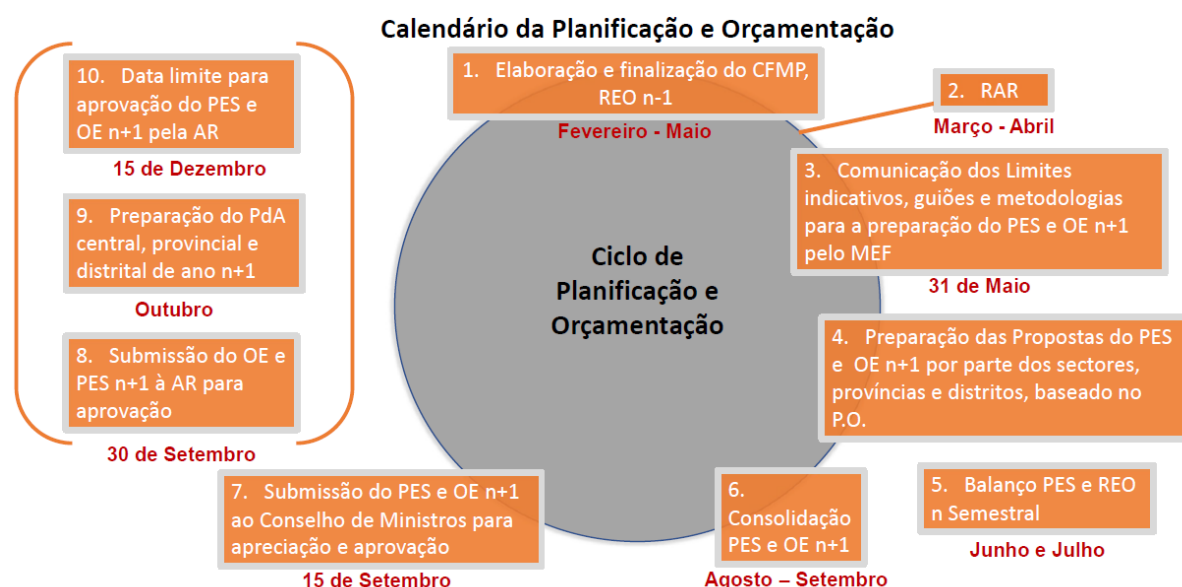 Calendário da Planificação e Orçamentação
1. Elaboração e finalização do CFMP,
REO n-1
Fevereiro - Maio
2. RAR
Março - Abril
3. Comunicação dos Limites
indicativos, guiões e metodologias
para a preparação do PES e OE n+1
pelo MEF
31 de Maio
4. Preparação das Propostas do PES
e OE n+1 por parte dos sectores,
províncias e distritos, baseado no
P.O.
5. Balanço PES e REO
n Semestral
Junho e Julho
6.
Consolidação
PES e OE n+1
Agosto – Setembro
7. Submissão do PES e OE n+1
ao Conselho de Ministros para
apreciação e aprovação
15 de Setembro
8. Submissão do OE e
PES n+1 à AR para
aprovação
30 de Setembro
9. Preparação do PdA
central, provincial e
distrital de ano n+1
Outubro
10. Data limite para
aprovação do PES e
OE n+1 pela AR
15 de Dezembro
Ciclo de
Planificação e
Orçamentação